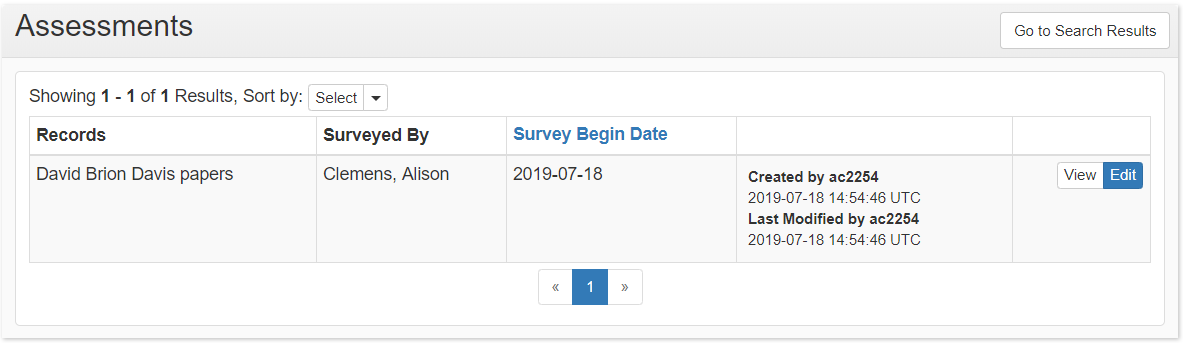 Assessments
Go to Search Results
Showing 1 - 1 of 1 Results, Sort by: Select
Records Surveyed By Survey Begin Date
David Brion Davis papers Clemens, Alison 2019-07-18 View Edit
Created by ac2254
2019-07-18 14:54:46 UTC
Last Modified by ac2254
2019-07-18 14:54:46 UTC
« 1 »